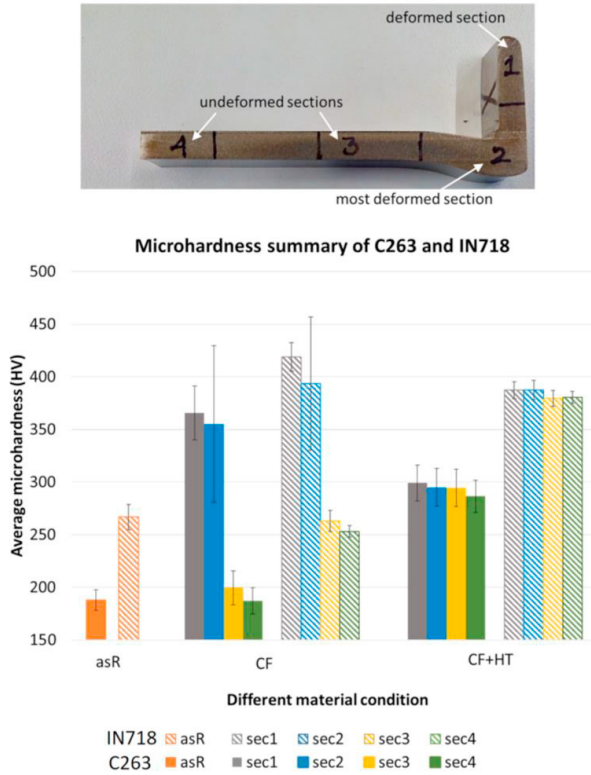 deformed section
1
undeformed sections
4
3
2
most deformed section
Microhardness summary of C263 and IN718
Average microhardness (HV)
500
450
400
350
300
250
200
150
asR CF CF+HT
Different material condition
IN718 asR sec1 sec2 sec3 sec4
C263 asR sec1 sec2 sec3 sec4